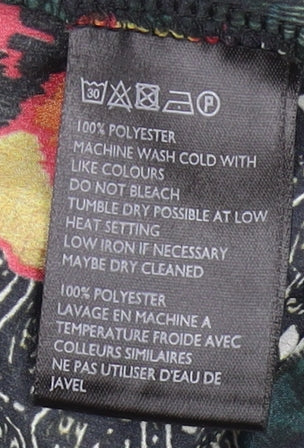 30 P
100% POLYESTER
MACHINE WASH COLD WITH
LIKE COLOURS
DO NOT BLEACH
TUMBLE DRY POSSIBLE AT LOW
HEAT SETTING
LOW IRON IF NECESSARY
MAYBE DRY CLEANED
100% POLYESTER
LAVAGE EN MACHINE A
TEMPERATURE FROIDE AVEC
COLLEURS SIMILAIRES
NE PAS UTILISER D'EAU DE
JAVEL